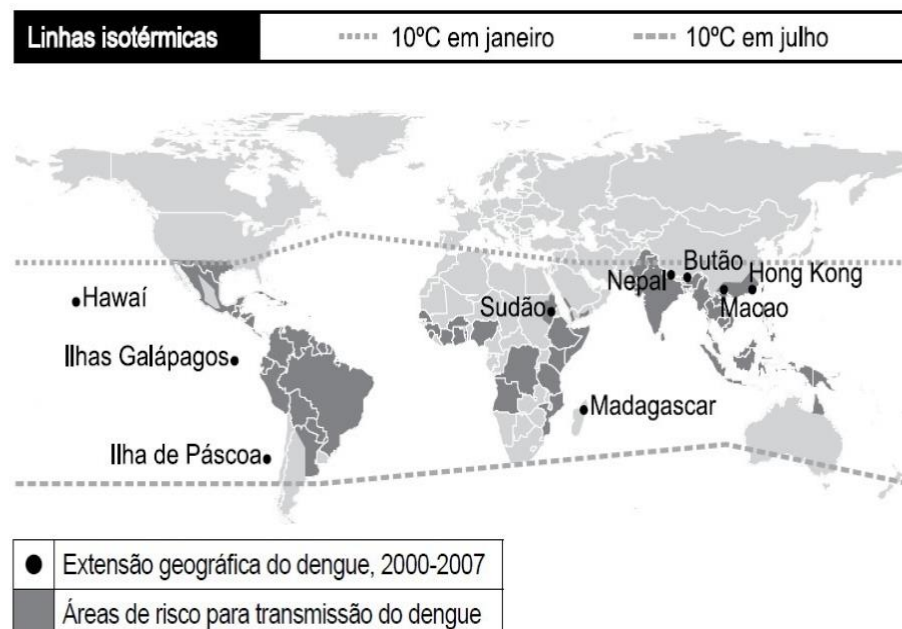 Linhas isotérmicas
10ºC em janeiro
10ºC em julho
Hawaí
Ilhas Galápagos
Ilha de Páscoa
Sudão
Madagascar
Nepal
Butão
Hong Kong
Macao
Extensão geográfica do dengue, 2000-2007
Áreas de risco para transmissão do dengue